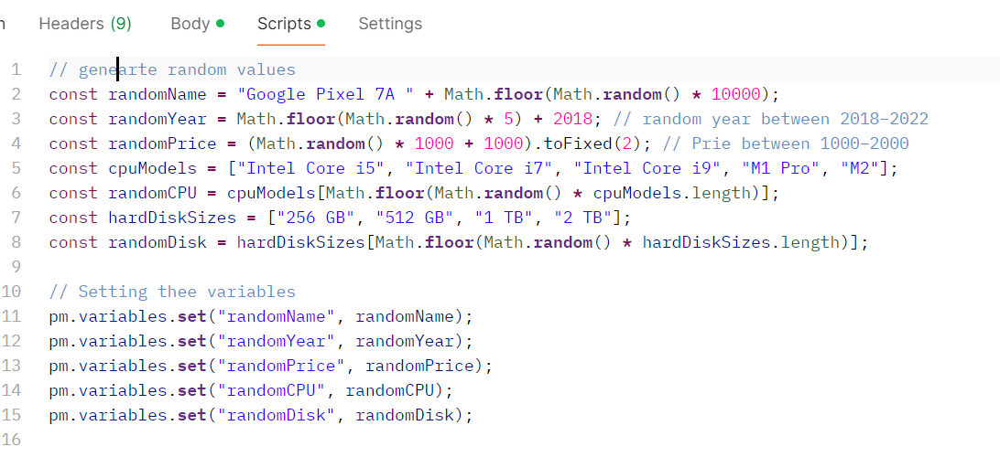 n Headers (9) Body Scripts Settings
1 // genearte random values
2 const randomName = "Google Pixel 7A " + Math.floor(Math.random() * 10000);
3 const randomYear = Math.floor(Math.random() * 5) + 2018; // random year between 2018–2022
4 const randomPrice = (Math.random() * 1000 + 1000).toFixed(2); // Prie between 1000–2000
5 const cpuModels = ["Intel Core i5", "Intel Core i7", "Intel Core i9", "M1 Pro", "M2"];
6 const randomCPU = cpuModels[Math.floor(Math.random() * cpuModels.length)];
7 const hardDiskSizes = ["256 GB", "512 GB", "1 TB", "2 TB"];
8 const randomDisk = hardDiskSizes[Math.floor(Math.random() * hardDiskSizes.length)];
9
10 // Setting thee variables
11 pm.variables.set("randomName", randomName);
12 pm.variables.set("randomYear", randomYear);
13 pm.variables.set("randomPrice", randomPrice);
14 pm.variables.set("randomCPU", randomCPU);
15 pm.variables.set("randomDisk", randomDisk);
16